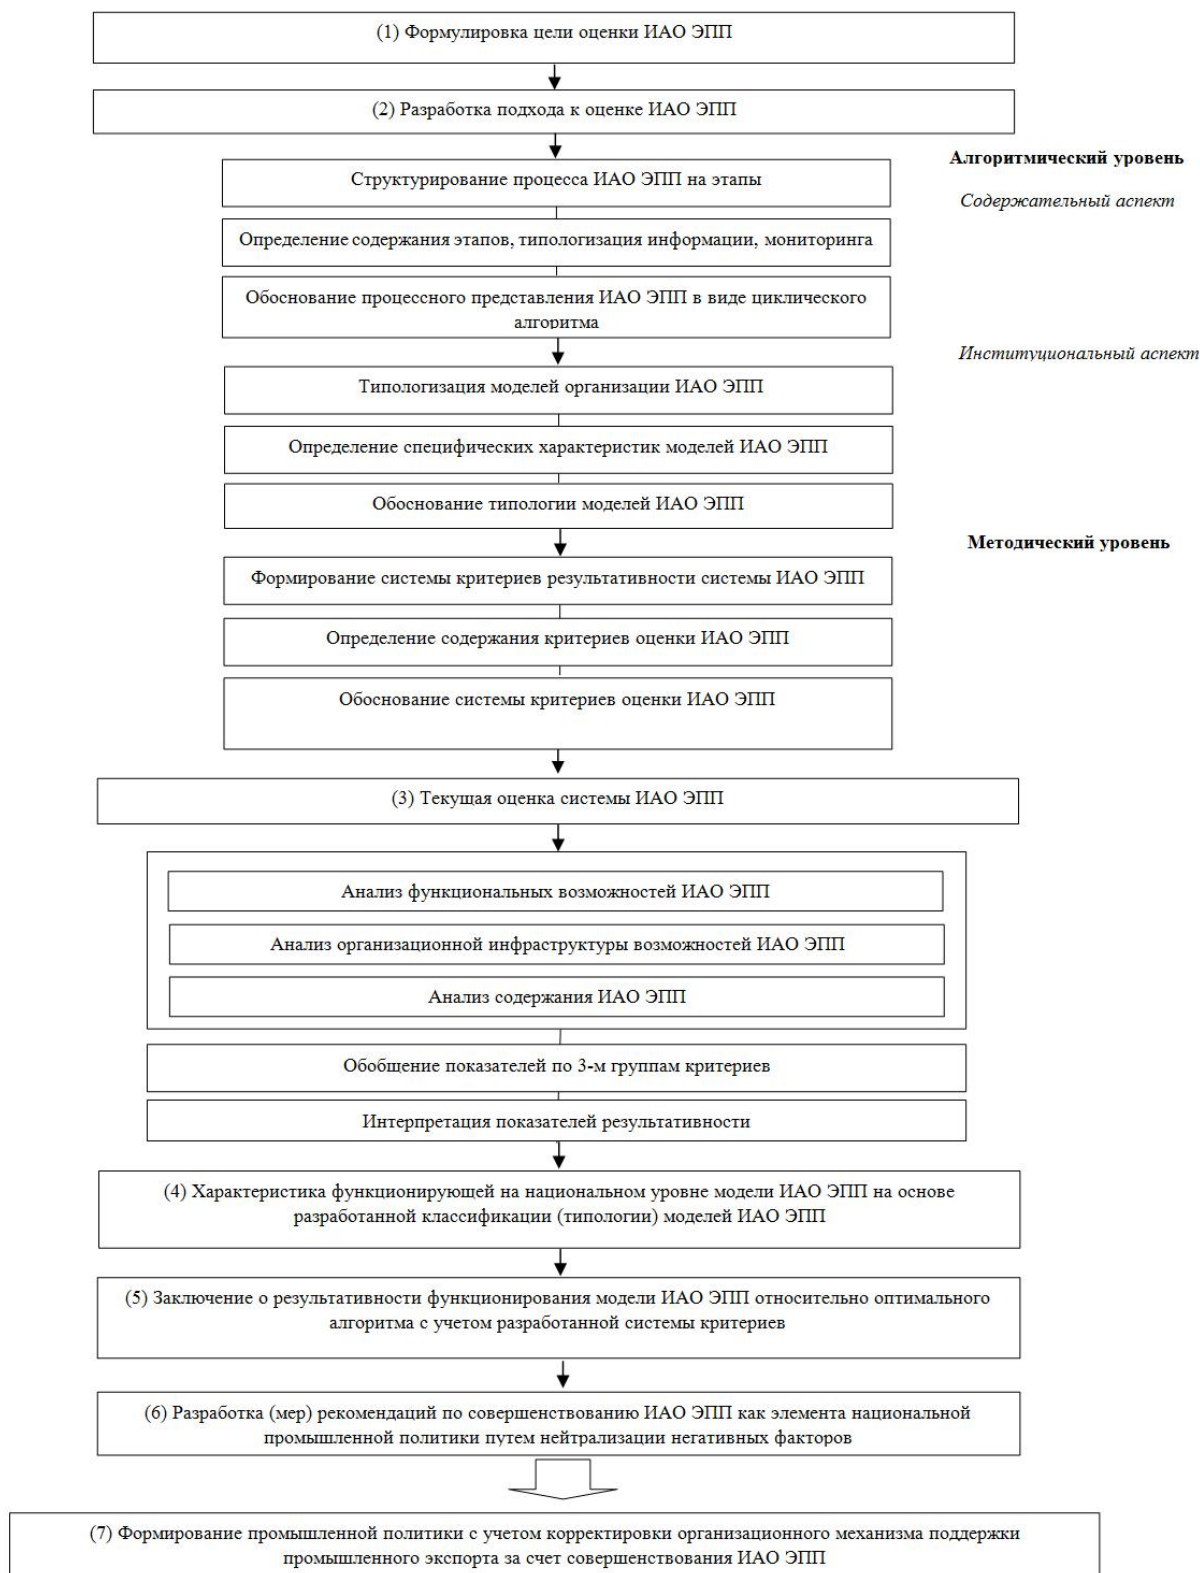 (1) Формулировка цели оценки ИАО ЭПП
(2) Разработка подхода к оценке ИАО ЭПП
Алгоритмический уровень
Структурирование процесса ИАО ЭПП на этапы
Содержательный аспект
Определение содержания этапов, типологизация информации, мониторинга
Обоснование процессного представления ИАО ЭПП в виде циклического
алгоритма
Институциональный аспект
Типологизация моделей организации ИАО ЭПП
Определение специфических характеристик моделей ИАО ЭПП
Обоснование типологии моделей ИАО ЭПП
Методический уровень
Формирование системы критериев результативности системы ИАО ЭПП
Определение содержания критериев оценки ИАО ЭПП
Обоснование системы критериев оценки ИАО ЭПП
(3) Текущая оценка системы ИАО ЭПП
Анализ функциональных возможностей ИАО ЭПП
Анализ организационной инфраструктуры возможностей ИАО ЭПП
Анализ содержания ИАО ЭПП
Обобщение показателей по 3-м группам критериев
Интерпретация показателей результативности
(4) Характеристика функционирующей на национальном уровне модели ИАО ЭПП на основе
разработанной классификации (типологии) моделей ИАО ЭПП
(5) Заключение о результативности функционирования модели ИАО ЭПП относительно оптимального
алгоритма с учетом разработанной системы критериев
(6) Разработка (мер) рекомендаций по совершенствованию ИАО ЭПП как элемента национальной
промышленной политики путем нейтрализации негативных факторов
(7) Формирование промышленной политики с учетом корректировки организационного механизма поддержки
промышленного экспорта за счет совершенствования ИАО ЭПП